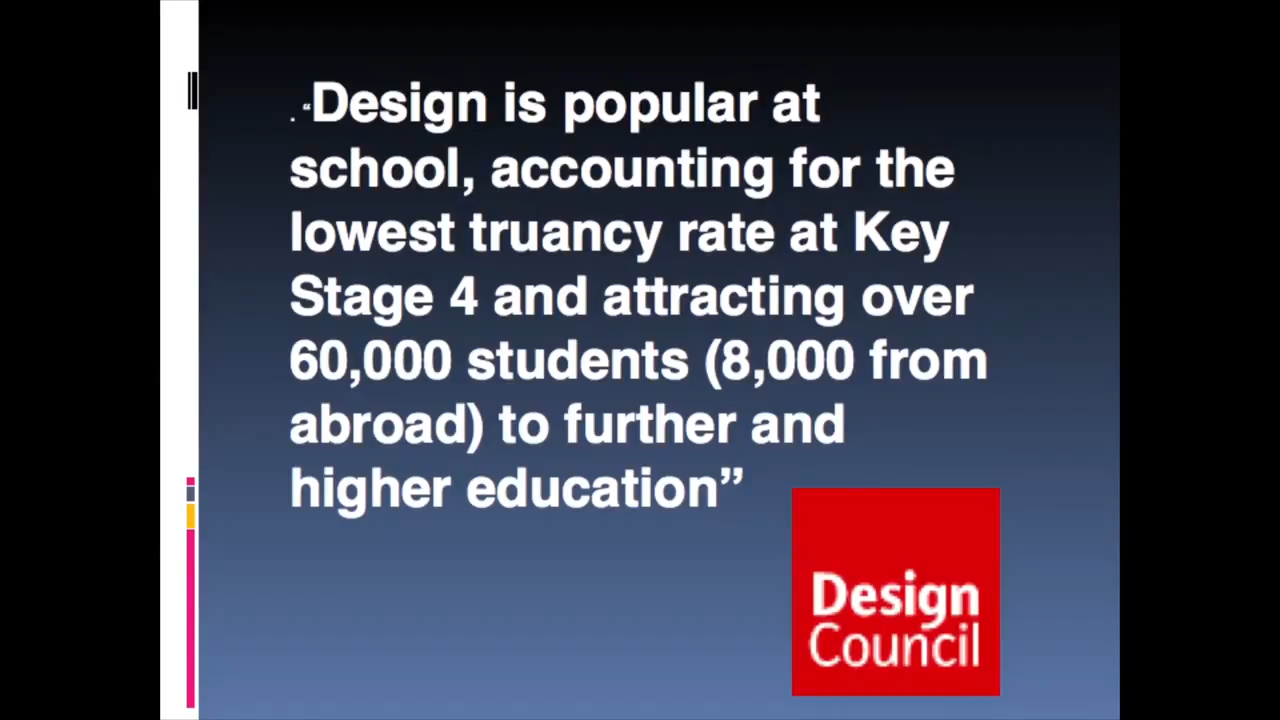 . “Design is popular at
school, accounting for the
lowest truancy rate at Key
Stage 4 and attracting over
60,000 students (8,000 from
abroad) to further and
higher education”
Design
Council